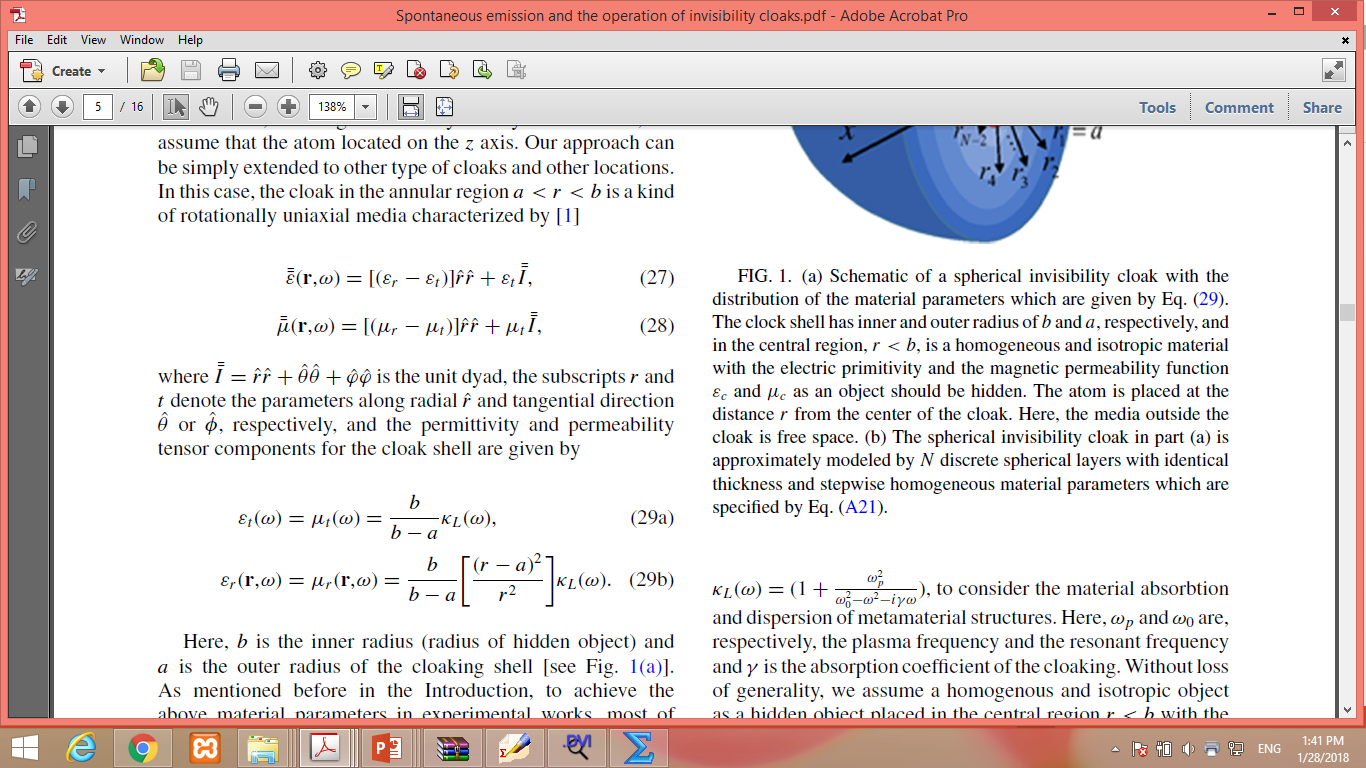 Spontaneous emission and the operation of invisibility cloaks.pdf - Adobe Acrobat Pro
File Edit View Window Help
Create
5 / 16 138% Tools Comment Share
assume that the atom located on the z axis. Our approach can
be simply extended to other type of cloaks and other locations.
In this case, the cloak in the annular region a < r < b is a kind
of rotationally uniaxial media characterized by [1]
ε̿(r,ω) = [(εr − εt)]r̂r̂ + εtI̿, (27)
μ̿(r,ω) = [(μr − μt)]r̂r̂ + μtI̿, (28)
where I̿ = r̂r̂ + θ̂θ̂ + φ̂φ̂ is the unit dyad, the subscripts r and
t denote the parameters along radial r̂ and tangential direction
θ̂ or ϕ̂, respectively, and the permittivity and permeability
tensor components for the cloak shell are given by
εt(ω) = μt(ω) = b/(b − a) κL(ω), (29a)
εr(r,ω) = μr(r,ω) = b/(b − a) [(r − a)²/r²] κL(ω). (29b)
Here, b is the inner radius (radius of hidden object) and
a is the outer radius of the cloaking shell [see Fig. 1(a)].
As mentioned before in the Introduction, to achieve the
above material parameters in experimental works, most of
x rN-2 r4 r3 r2 r1 = a
FIG. 1. (a) Schematic of a spherical invisibility cloak with the
distribution of the material parameters which are given by Eq. (29).
The clock shell has inner and outer radius of b and a, respectively, and
in the central region, r < b, is a homogeneous and isotropic material
with the electric primitivity and the magnetic permeability function
εc and μc as an object should be hidden. The atom is placed at the
distance r from the center of the cloak. Here, the media outside the
cloak is free space. (b) The spherical invisibility cloak in part (a) is
approximately modeled by N discrete spherical layers with identical
thickness and stepwise homogeneous material parameters which are
specified by Eq. (A21).
κL(ω) = (1 + ωp²/(ω0²−ω²−iγω)), to consider the material absorbtion
and dispersion of metamaterial structures. Here, ωp and ω0 are,
respectively, the plasma frequency and the resonant frequency
and γ is the absorption coefficient of the cloaking. Without loss
of generality, we assume a homogenous and isotropic object
as a hidden object placed in the central region r < b with the
ENG
1:41 PM
1/28/2018